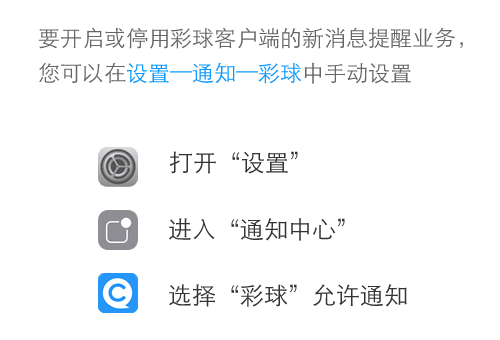 要开启或停用彩球客户端的新消息提醒业务，
您可以在设置—通知—彩球中手动设置
打开“设置”
进入“通知中心”
选择“彩球”允许通知